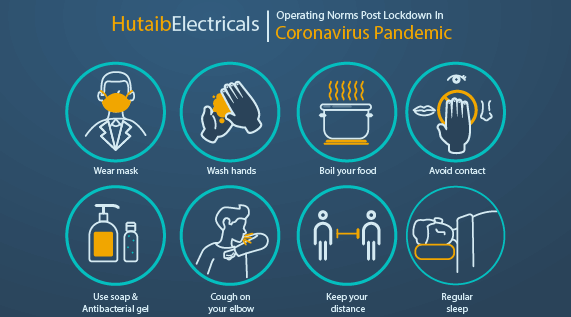 HutaibElectricals
Operating Norms Post Lockdown In
Coronavirus Pandemic
Wear mask
Wash hands
Boil your food
Avoid contact
Use soap &
Antibacterial gel
Cough on
your elbow
Keep your
distance
Regular
sleep